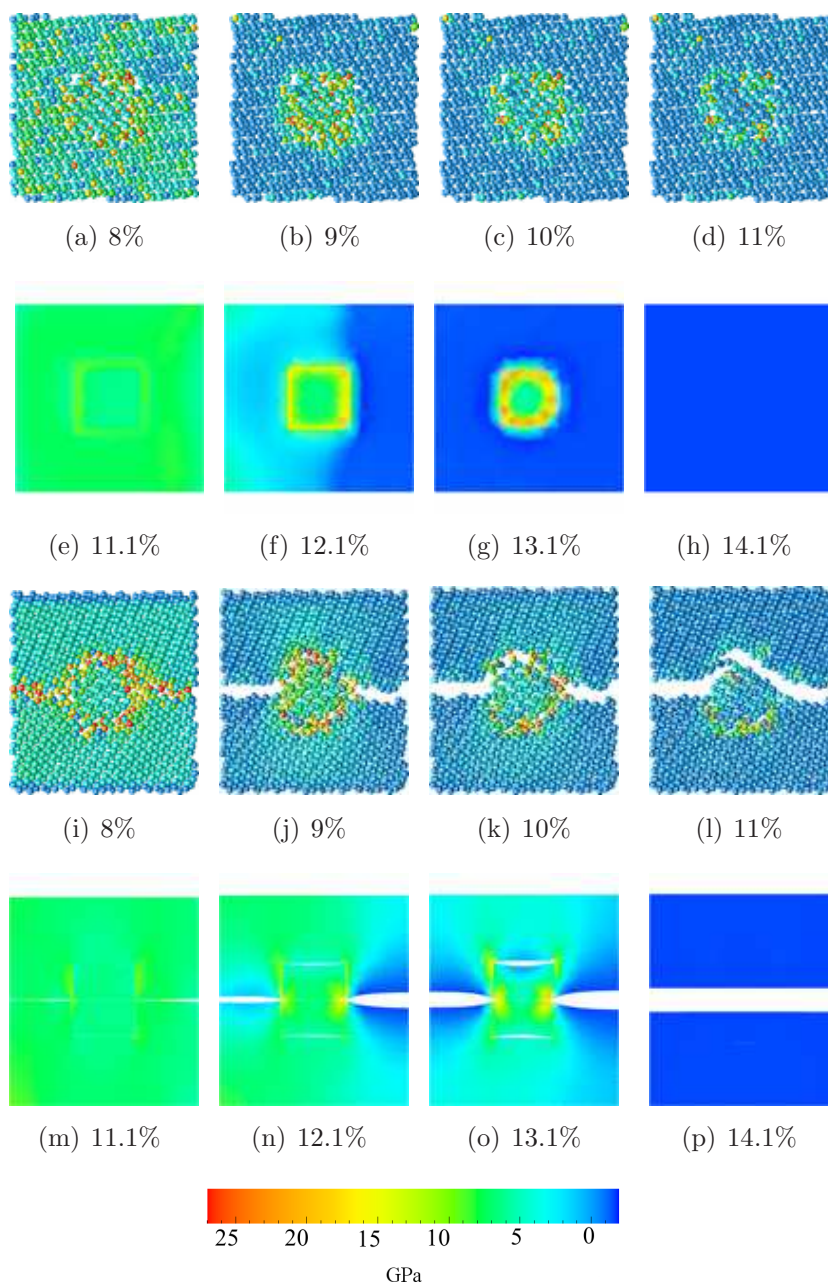 (a) 8% (b) 9% (c) 10% (d) 11%
(e) 11.1% (f) 12.1% (g) 13.1% (h) 14.1%
(i) 8% (j) 9% (k) 10% (l) 11%
(m) 11.1% (n) 12.1% (o) 13.1% (p) 14.1%
25 20 15 10 5 0
GPa